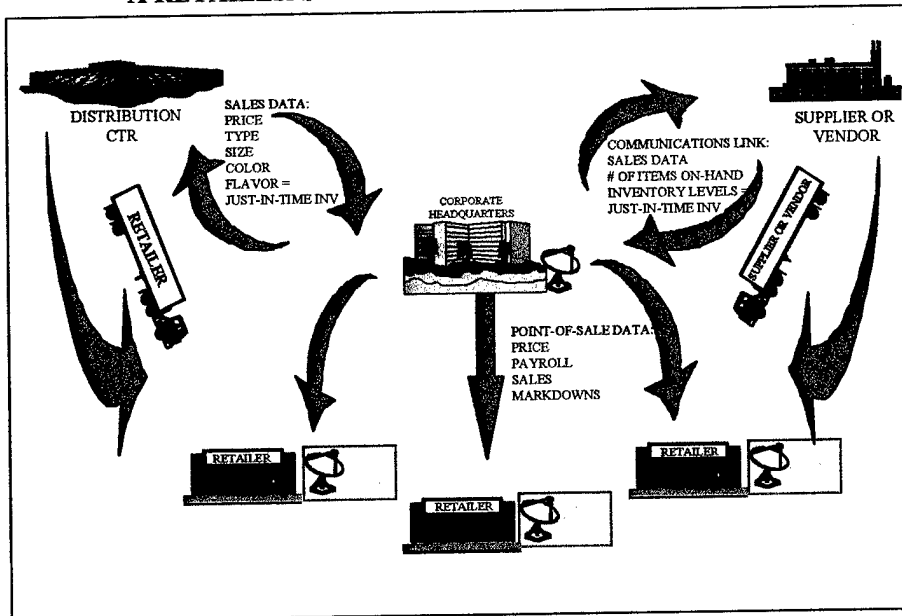 DISTRIBUTION
CTR
SALES DATA:
PRICE
TYPE
SIZE
COLOR
FLAVOR =
JUST-IN-TIME INV
RETAILER
CORPORATE
HEADQUARTERS
COMMUNICATIONS LINK:
SALES DATA
# OF ITEMS ON-HAND
INVENTORY LEVELS =
JUST-IN-TIME INV
SUPPLIER OR
VENDOR
SUPPLIER OR VENDOR
POINT-OF-SALE DATA:
PRICE
PAYROLL
SALES
MARKDOWNS
RETAILER
RETAILER
RETAILER